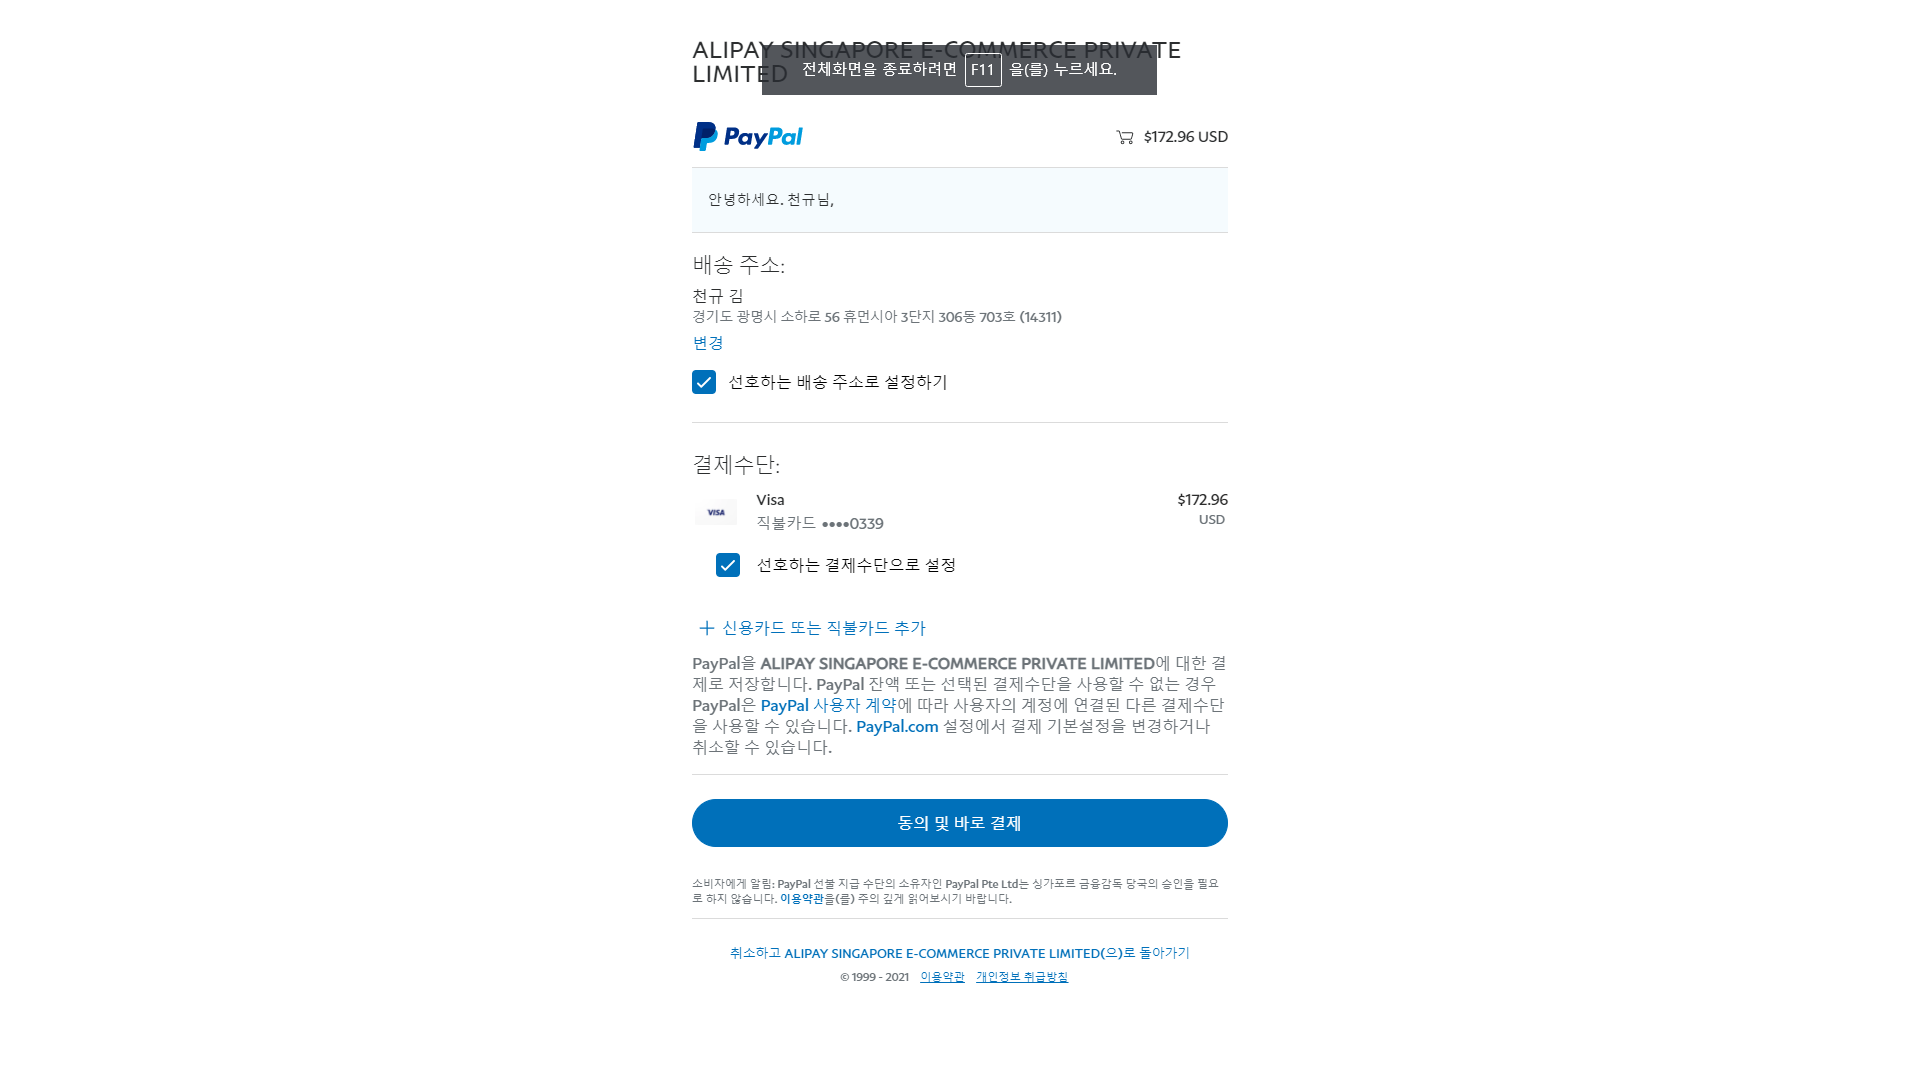 ALIPAY SINGAPORE E-COMMERCE PRIVATE
LIMITED
전체화면을 종료하려면 F11 을(를) 누르세요.
PayPal
$172.96 USD
안녕하세요. 천규님,
배송 주소:
천규 김
경기도 광명시 소하로 56 휴먼시아 3단지 306동 703호 (14311)
변경
선호하는 배송 주소로 설정하기
결제수단:
VISA
Visa
$172.96
직불카드 ••••0339
USD
선호하는 결제수단으로 설정
+ 신용카드 또는 직불카드 추가
PayPal을 ALIPAY SINGAPORE E-COMMERCE PRIVATE LIMITED에 대한 결
제로 저장합니다. PayPal 잔액 또는 선택된 결제수단을 사용할 수 없는 경우
PayPal은 PayPal 사용자 계약에 따라 사용자의 계정에 연결된 다른 결제수단
을 사용할 수 있습니다. PayPal.com 설정에서 결제 기본설정을 변경하거나
취소할 수 있습니다.
동의 및 바로 결제
소비자에게 알림: PayPal 선불 지급 수단의 소유자인 PayPal Pte Ltd는 싱가포르 금융감독 당국의 승인을 필요
로 하지 않습니다. 이용약관을(를) 주의 깊게 읽어보시기 바랍니다.
취소하고 ALIPAY SINGAPORE E-COMMERCE PRIVATE LIMITED(으)로 돌아가기
© 1999 - 2021 이용약관 개인정보 취급방침